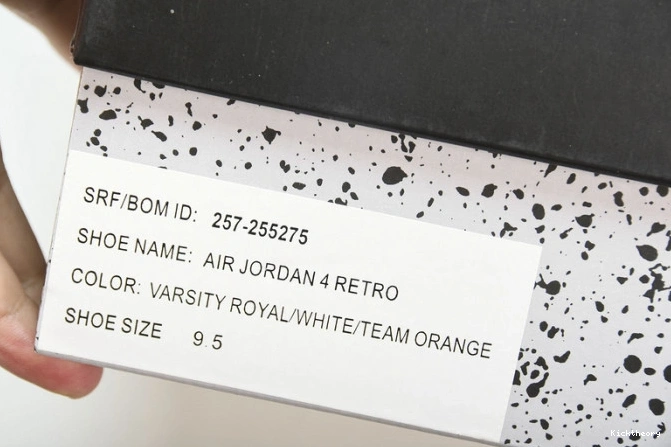 SRF/BOM ID: 257-255275
SHOE NAME: AIR JORDAN 4 RETRO
COLOR: VARSITY ROYAL/WHITE/TEAM ORANGE
SHOE SIZE 9.5
Kicktheory